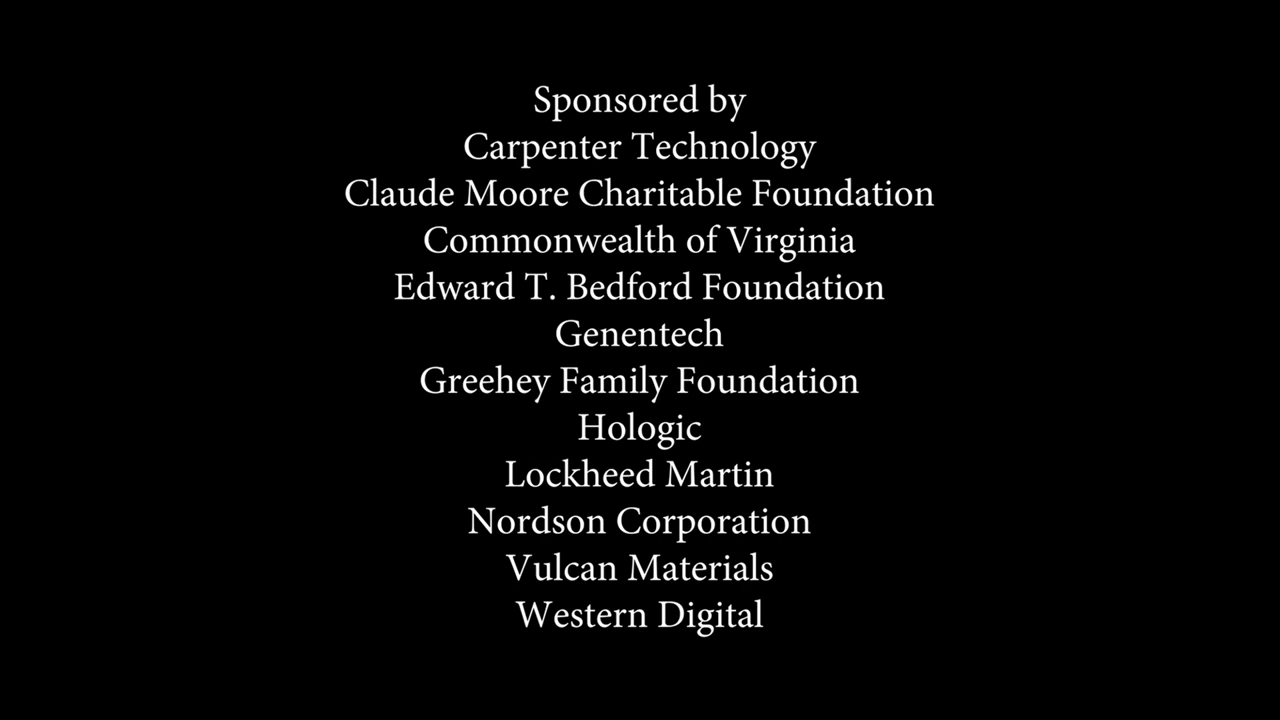 Sponsored by
Carpenter Technology
Claude Moore Charitable Foundation
Commonwealth of Virginia
Edward T. Bedford Foundation
Genentech
Greehey Family Foundation
Hologic
Lockheed Martin
Nordson Corporation
Vulcan Materials
Western Digital